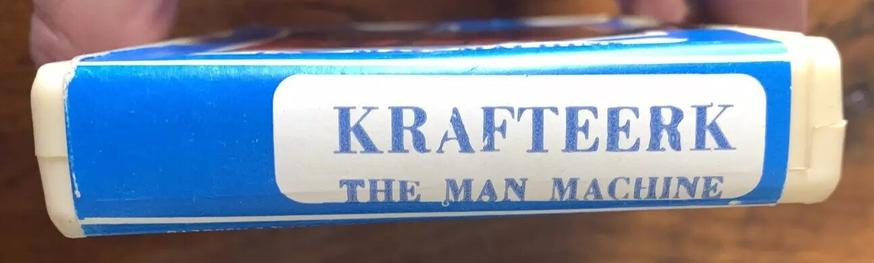 KRAFTEERK
THE MAN MACHINE